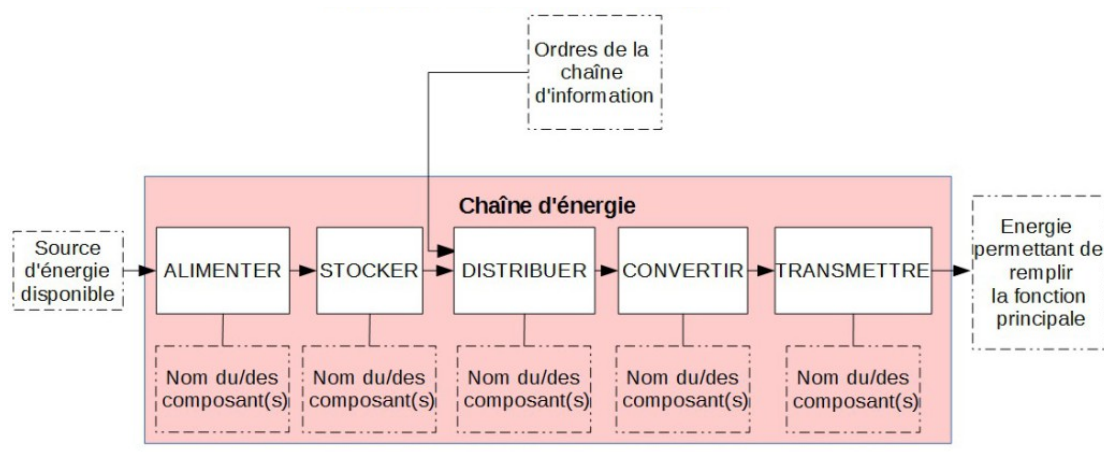 Ordres de la
chaîne
d'information
Chaîne d'énergie
Source
d'énergie
disponible
ALIMENTER
STOCKER
DISTRIBUER
CONVERTIR
TRANSMETTRE
Energie
permettant de
remplir
la fonction
principale
Nom du/des
composant(s)
Nom du/des
composant(s)
Nom du/des
composant(s)
Nom du/des
composant(s)
Nom du/des
composant(s)